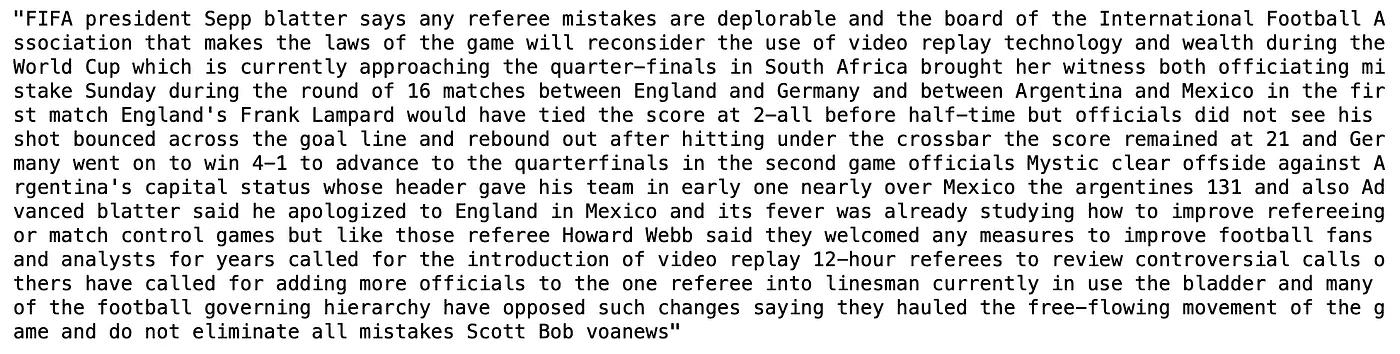 "FIFA president Sepp blatter says any referee mistakes are deplorable and the board of the International Football A
ssociation that makes the laws of the game will reconsider the use of video replay technology and wealth during the
World Cup which is currently approaching the quarter-finals in South Africa brought her witness both officiating mi
stake Sunday during the round of 16 matches between England and Germany and between Argentina and Mexico in the fir
st match England's Frank Lampard would have tied the score at 2-all before half-time but officials did not see his
shot bounced across the goal line and rebound out after hitting under the crossbar the score remained at 21 and Ger
many went on to win 4-1 to advance to the quarterfinals in the second game officials Mystic clear offside against A
rgentina's capital status whose header gave his team in early one nearly over Mexico the argentines 131 and also Ad
vanced blatter said he apologized to England in Mexico and its fever was already studying how to improve refereeing
or match control games but like those referee Howard Webb said they welcomed any measures to improve football fans
and analysts for years called for the introduction of video replay 12-hour referees to review controversial calls o
thers have called for adding more officials to the one referee into linesman currently in use the bladder and many
of the football governing hierarchy have opposed such changes saying they hauled the free-flowing movement of the g
ame and do not eliminate all mistakes Scott Bob voanews"